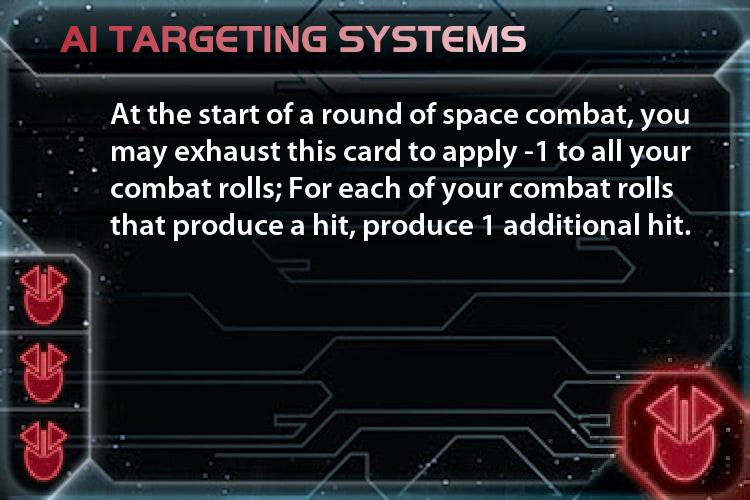 AI TARGETING SYSTEMS
At the start of a round of space combat, you
may exhaust this card to apply -1 to all your
combat rolls; For each of your combat rolls
that produce a hit, produce 1 additional hit.